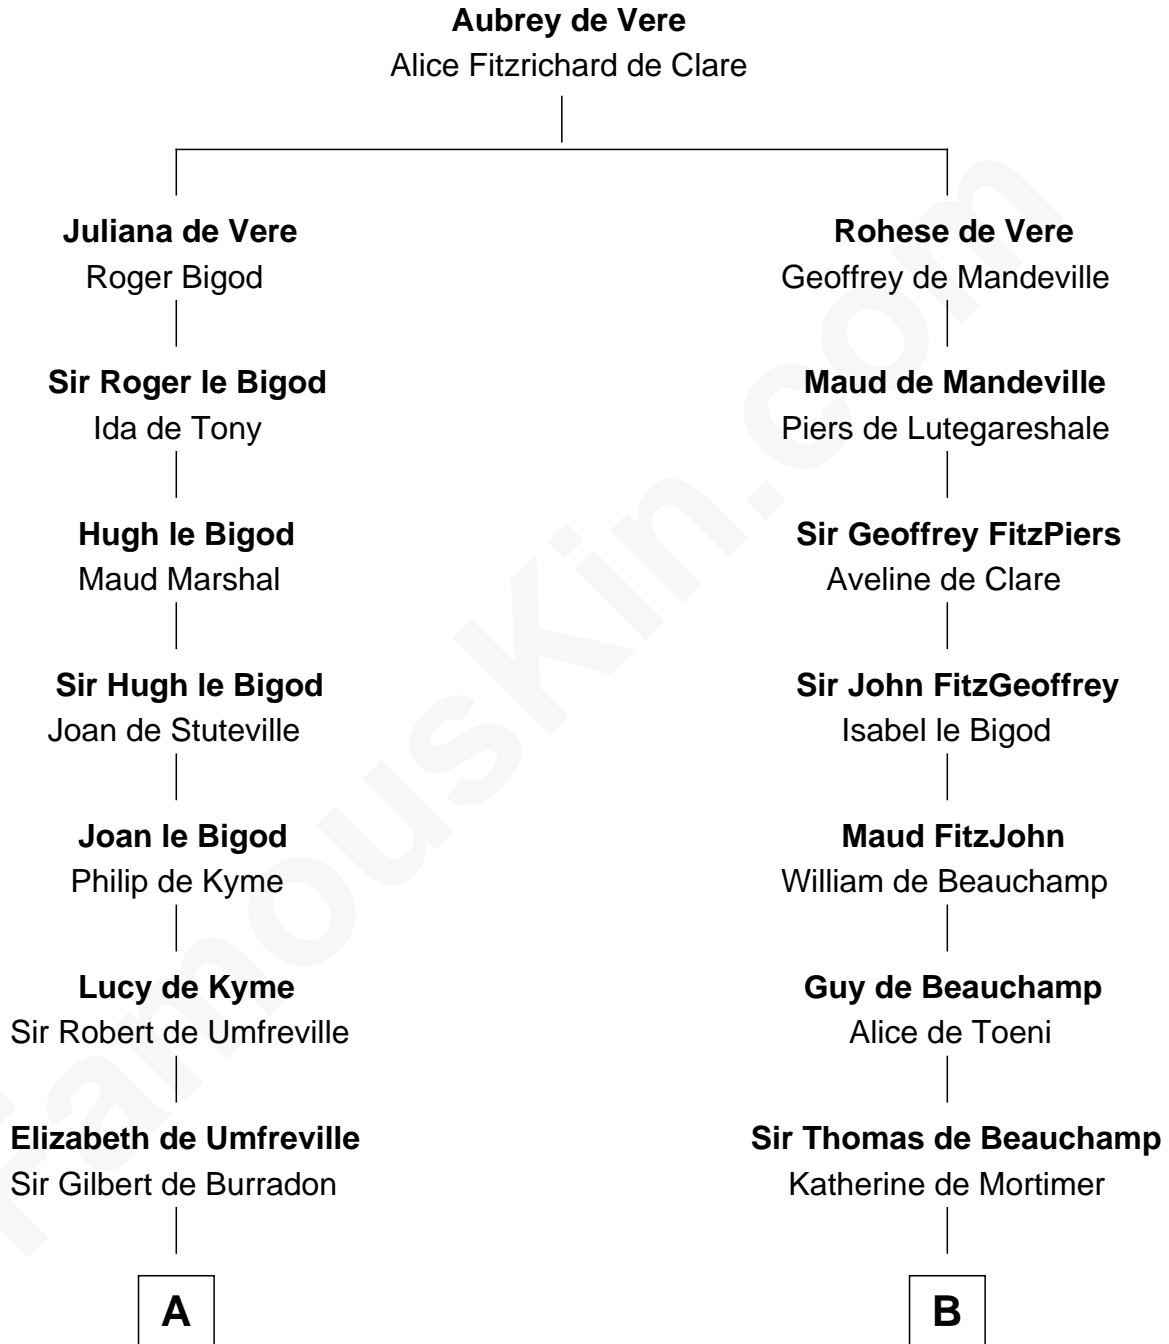 Aubrey de Vere
Alice Fitzrichard de Clare
Juliana de Vere
Roger Bigod
Rohese de Vere
Geoffrey de Mandeville
Sir Roger le Bigod
Ida de Tony
Maud de Mandeville
Piers de Lutegareshale
Hugh le Bigod
Maud Marshal
Sir Geoffrey FitzPiers
Aveline de Clare
Sir Hugh le Bigod
Joan de Stuteville
Sir John FitzGeoffrey
Isabel le Bigod
Joan le Bigod
Philip de Kyme
Maud FitzJohn
William de Beauchamp
Lucy de Kyme
Sir Robert de Umfreville
Guy de Beauchamp
Alice de Toeni
Elizabeth de Umfreville
Sir Gilbert de Burradon
Sir Thomas de Beauchamp
Katherine de Mortimer
A
B
FamousKin.com